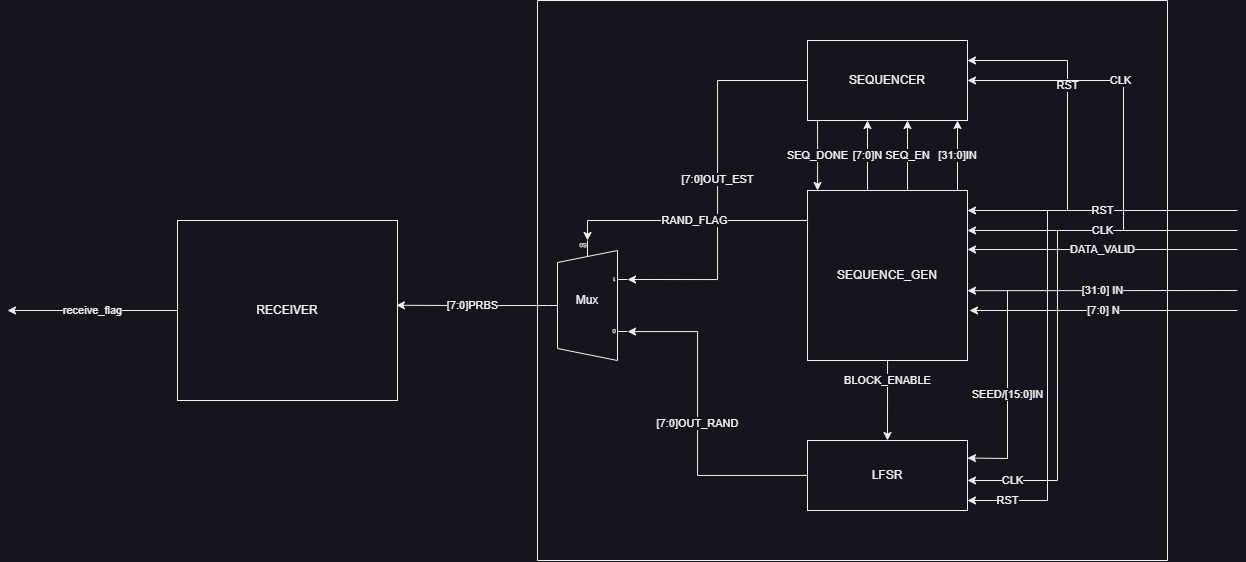 SEQUENCER
CLK
RST
SEQ_DONE
[7:0]N
SEQ_EN
[31:0]IN
[7:0]OUT_EST
RAND_FLAG
RST
CLK
DATA_VALID
S0
1
SEQUENCE_GEN
[31:0] IN
[7:0] N
Mux
[7:0]PRBS
RECEIVER
receive_flag
0
BLOCK_ENABLE
SEED/[15:0]IN
[7:0]OUT_RAND
LFSR
CLK
RST